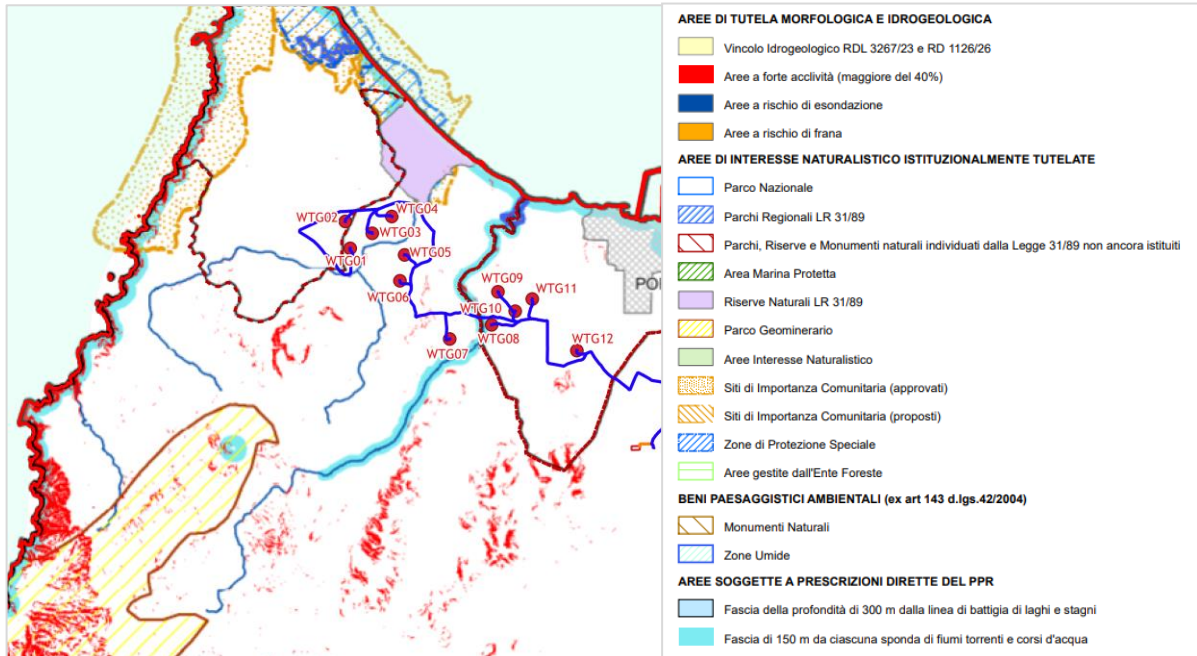 WTG02
WTG04
WTG03
WTG01
WTG05
WTG06
WTG09
WTG11
WTG10
WTG08
WTG07
WTG12
AREE DI TUTELA MORFOLOGICA E IDROGEOLOGICA
Vincolo Idrogeologico RDL 3267/23 e RD 1126/26
Aree a forte acclività (maggiore del 40%)
Aree a rischio di esondazione
Aree a rischio di frana
AREE DI INTERESSE NATURALISTICO ISTITUZIONALMENTE TUTELATE
Parco Nazionale
Parchi Regionali LR 31/89
Parchi, Riserve e Monumenti naturali individuati dalla Legge 31/89 non ancora istituiti
Area Marina Protetta
Riserve Naturali LR 31/89
Parco Geominerario
Aree Interesse Naturalistico
Siti di Importanza Comunitaria (approvati)
Siti di Importanza Comunitaria (proposti)
Zone di Protezione Speciale
Aree gestite dall'Ente Foreste
BENI PAESAGGISTICI AMBIENTALI (ex art 143 d.lgs.42/2004)
Monumenti Naturali
Zone Umide
AREE SOGGETTE A PRESCRIZIONI DIRETTE DEL PPR
Fascia della profondità di 300 m dalla linea di battigia di laghi e stagni
Fascia di 150 m da ciascuna sponda di fiumi torrenti e corsi d'acqua